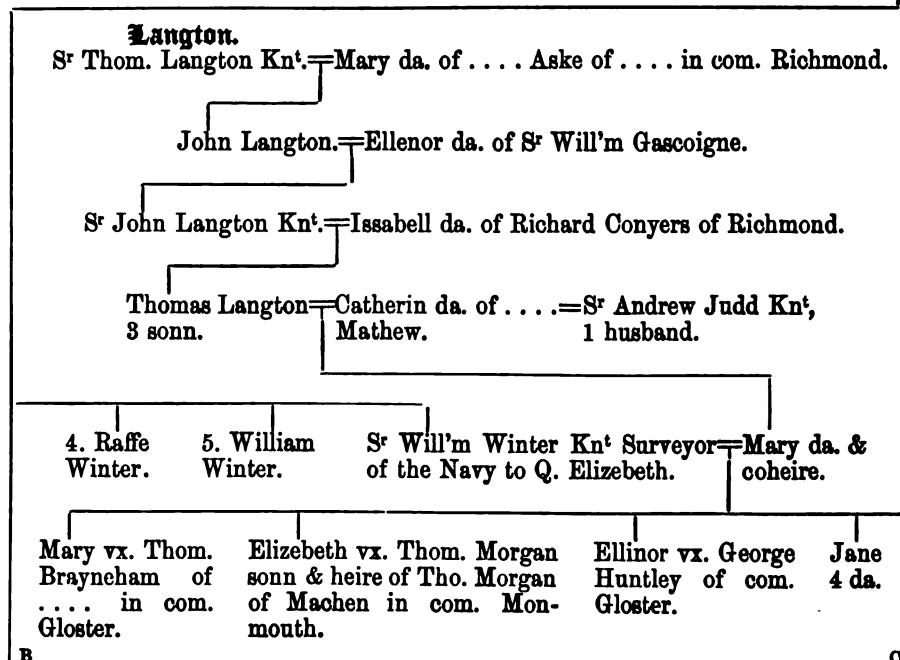 Langton.
Sr Thom. Langton Knt.=Mary da. of . . . . Aske of . . . . in com. Richmond.
John Langton.=Ellenor da. of Sr Will'm Gascoigne.
Sr John Langton Knt.=Issabell da. of Richard Conyers of Richmond.
Thomas Langton=Catherin da. of . . . .=Sr Andrew Judd Knt,
3 sonn. Mathew. 1 husband.
4. Raffe 5. William Sr Will'm Winter Knt Surveyor=Mary da. &
Winter. Winter. of the Navy to Q. Elizebeth. coheire.
Mary vx. Thom. Elizebeth vx. Thom. Morgan Ellinor vx. George Jane
Brayneham of sonn & heire of Tho. Morgan Huntley of com. 4 da.
. . . . in com. of Machen in com. Mon- Gloster.
Gloster. mouth.
B C